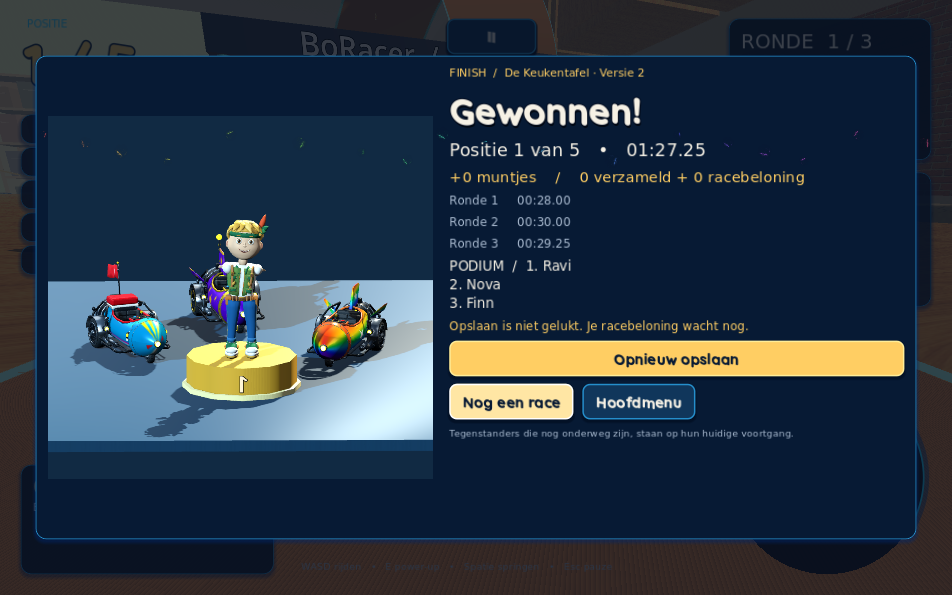 POSITIE
1 / 5
BoRacer /
RONDE 1 / 3
FINISH / De Keukentafel · Versie 2
Gewonnen!
Positie 1 van 5 • 01:27.25
+0 muntjes / 0 verzameld + 0 racebeloning
Ronde 1 00:28.00
Ronde 2 00:30.00
Ronde 3 00:29.25
PODIUM / 1. Ravi
2. Nova
3. Finn
Opslaan is niet gelukt. Je racebeloning wacht nog.
Opnieuw opslaan
Nog een race
Hoofdmenu
Tegenstanders die nog onderweg zijn, staan op hun huidige voortgang.
1